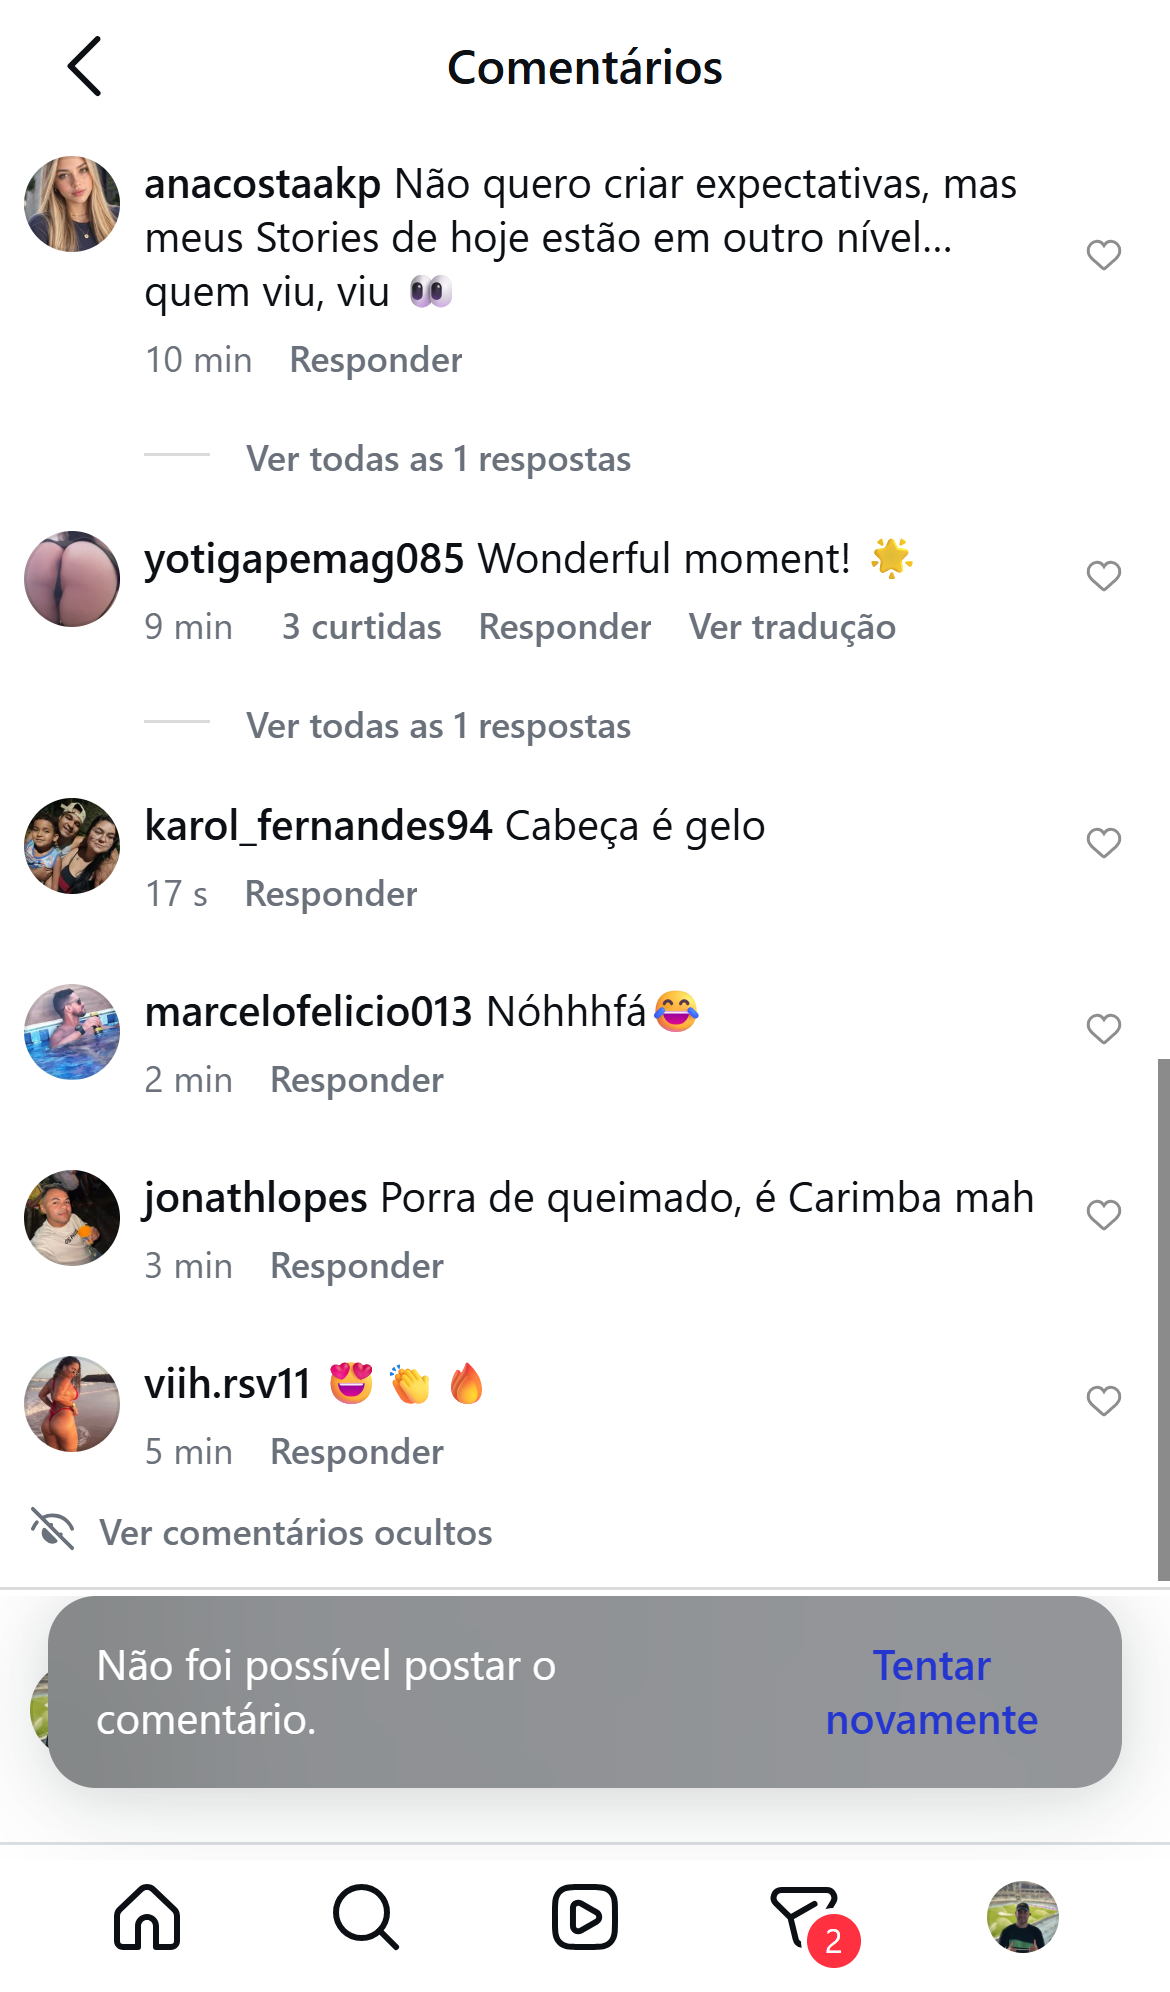 Comentários
anacostaakp Não quero criar expectativas, mas
meus Stories de hoje estão em outro nível...
quem viu, viu 👀
10 min Responder
Ver todas as 1 respostas
yotigapemag085 Wonderful moment! 🌟
9 min 3 curtidas Responder Ver tradução
Ver todas as 1 respostas
karol_fernandes94 Cabeça é gelo
17 s Responder
marcelofelicio013 Nóhhhfá😂
2 min Responder
jonathlopes Porra de queimado, é Carimba mah
3 min Responder
viih.rsv11 😍 👏 🔥
5 min Responder
Ver comentários ocultos
Não foi possível postar o
comentário.
Tentar
novamente
2